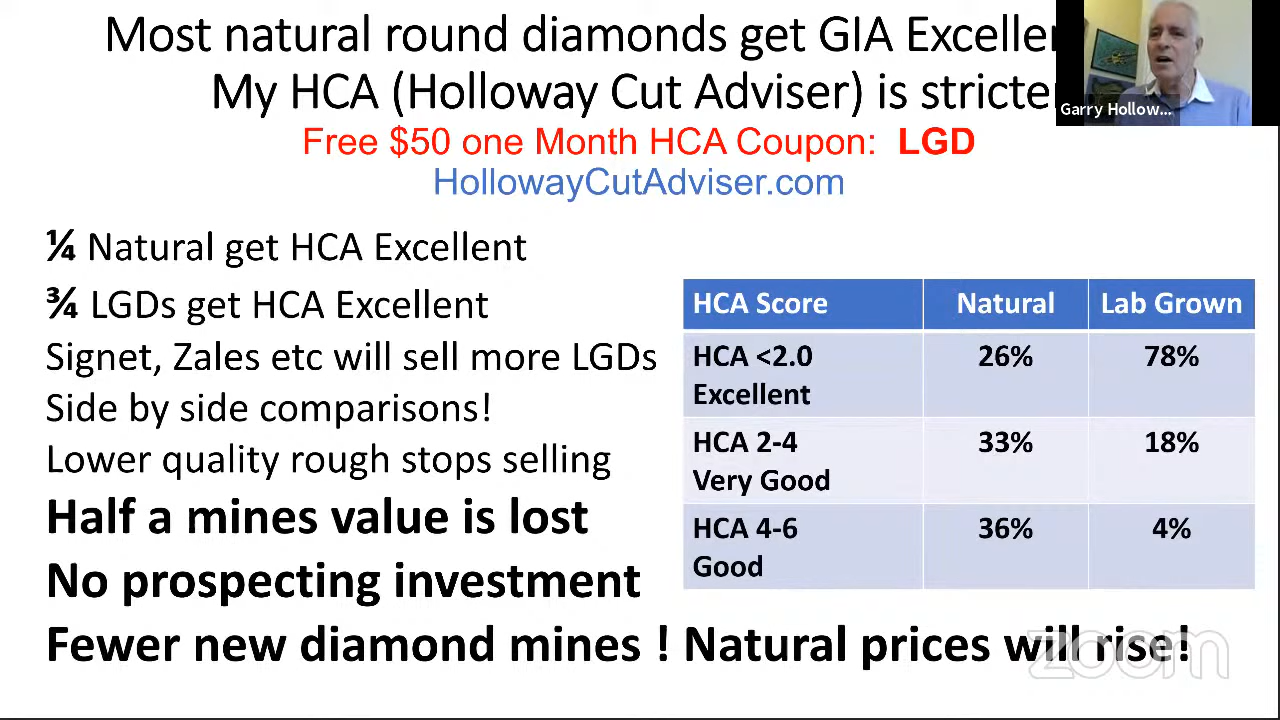 Most natural round diamonds get GIA Excellen
My HCA (Holloway Cut Adviser) is stricter
Garry Hollow...
Free $50 one Month HCA Coupon: LGD
HollowayCutAdviser.com
¼ Natural get HCA Excellent
¾ LGDs get HCA Excellent
Signet, Zales etc will sell more LGDs
Side by side comparisons!
Lower quality rough stops selling
Half a mines value is lost
No prospecting investment
Fewer new diamond mines ! Natural prices will rise!
HCA Score Natural Lab Grown
HCA <2.0 26% 78%
Excellent
HCA 2-4 33% 18%
Very Good
HCA 4-6 36% 4%
Good
zoom